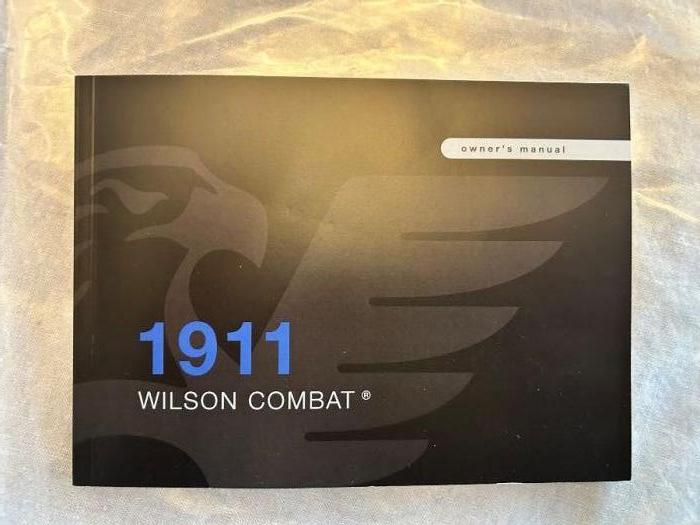 owner's manual
1911
WILSON COMBAT ®